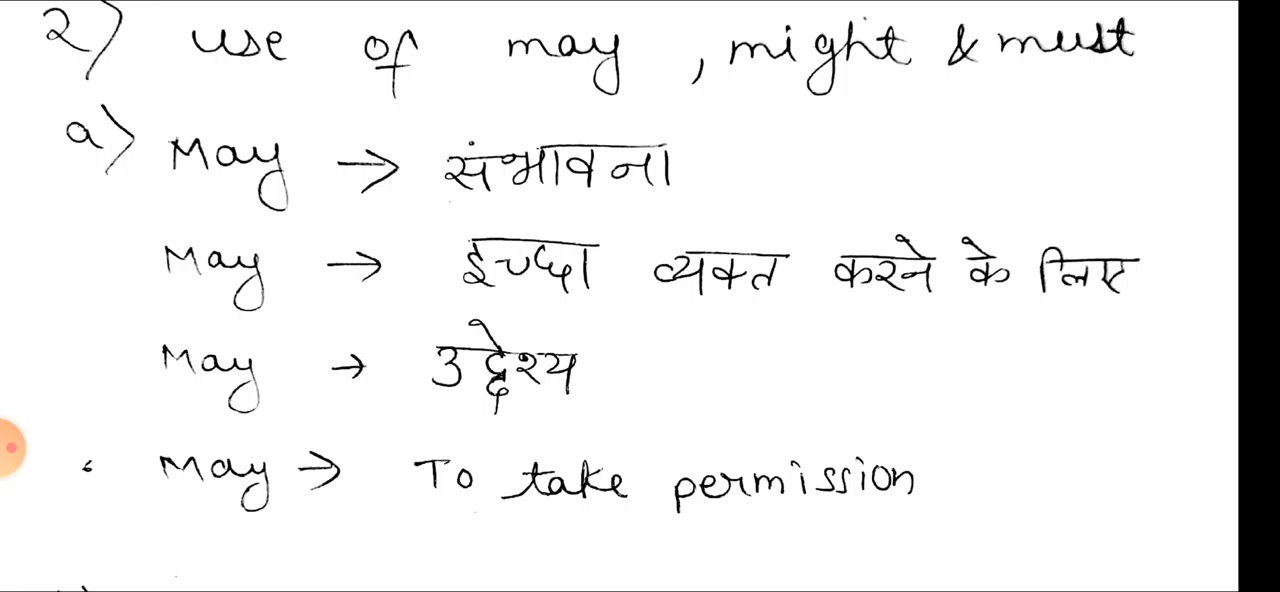 2) use of may, might & must
a) May → संभावना
May → इच्छा व्यक्त करने के लिए
May → उद्देश्य
May → To take permission